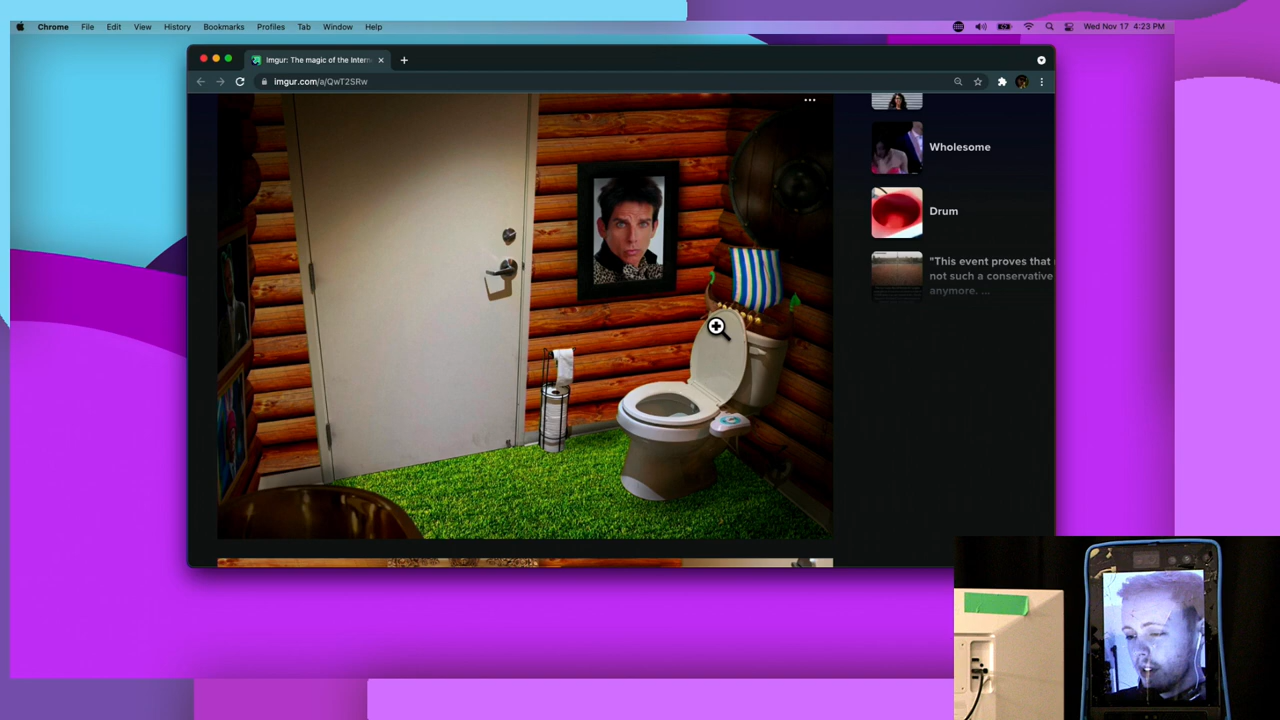 Chrome File Edit View History Bookmarks Profiles Tab Window Help Wed Nov 17 4:23 PM
Imgur: The magic of the Intern
imgur.com/a/QwT2SRw
Wholesome
Drum
"This event proves that
not such a conservative
anymore. ...